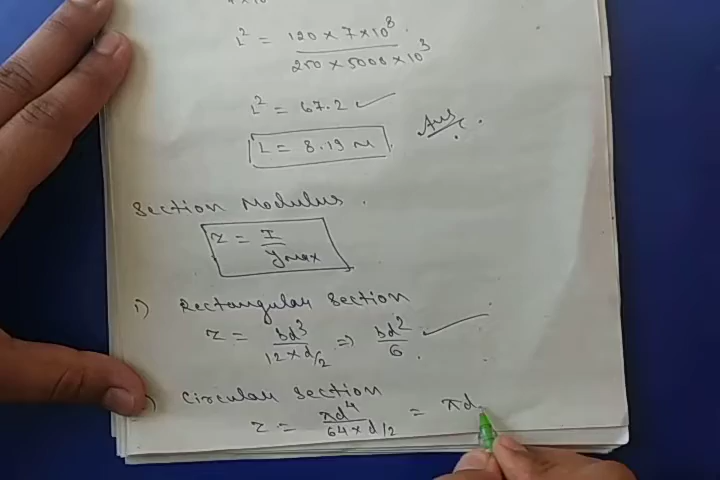 L² = 120 × 7 × 10⁸ / 250 × 5000 × 10³
L² = 67.2 ✓
L = 8.19 M. Ans
Section Modulus.
Z = I / ymax
1) Rectangular section
Z = bd³ / 12 × d/2 ⇒ bd² / 6 ✓
) Circular section
Z = πd⁴ / 64 × d/2 = πd